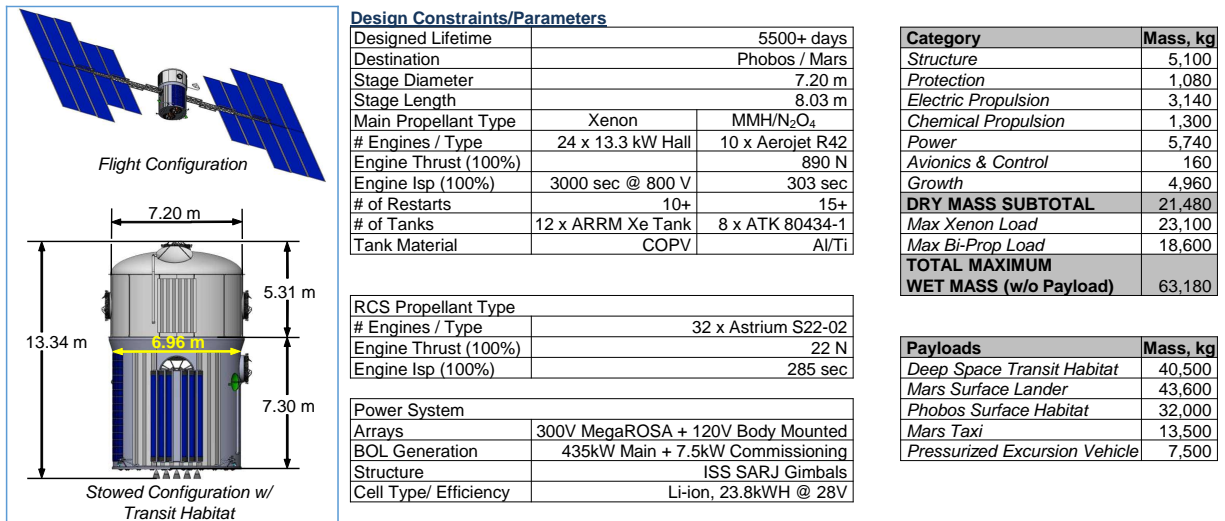 Flight Configuration
7.20 m
5.31 m
13.34 m
6.96 m
7.30 m
Stowed Configuration w/
Transit Habitat
Design Constraints/Parameters
Designed Lifetime 5500+ days
Destination Phobos / Mars
Stage Diameter 7.20 m
Stage Length 8.03 m
Main Propellant Type Xenon MMH/N₂O₄
# Engines / Type 24 x 13.3 kW Hall 10 x Aerojet R42
Engine Thrust (100%) 890 N
Engine Isp (100%) 3000 sec @ 800 V 303 sec
# of Restarts 10+ 15+
# of Tanks 12 x ARRM Xe Tank 8 x ATK 80434-1
Tank Material COPV Al/Ti
RCS Propellant Type
# Engines / Type 32 x Astrium S22-02
Engine Thrust (100%) 22 N
Engine Isp (100%) 285 sec
Power System
Arrays 300V MegaROSA + 120V Body Mounted
BOL Generation 435kW Main + 7.5kW Commissioning
Structure ISS SARJ Gimbals
Cell Type/ Efficiency Li-ion, 23.8kWH @ 28V
Category Mass, kg
Structure 5,100
Protection 1,080
Electric Propulsion 3,140
Chemical Propulsion 1,300
Power 5,740
Avionics & Control 160
Growth 4,960
DRY MASS SUBTOTAL 21,480
Max Xenon Load 23,100
Max Bi-Prop Load 18,600
TOTAL MAXIMUM
WET MASS (w/o Payload) 63,180
Payloads Mass, kg
Deep Space Transit Habitat 40,500
Mars Surface Lander 43,600
Phobos Surface Habitat 32,000
Mars Taxi 13,500
Pressurized Excursion Vehicle 7,500